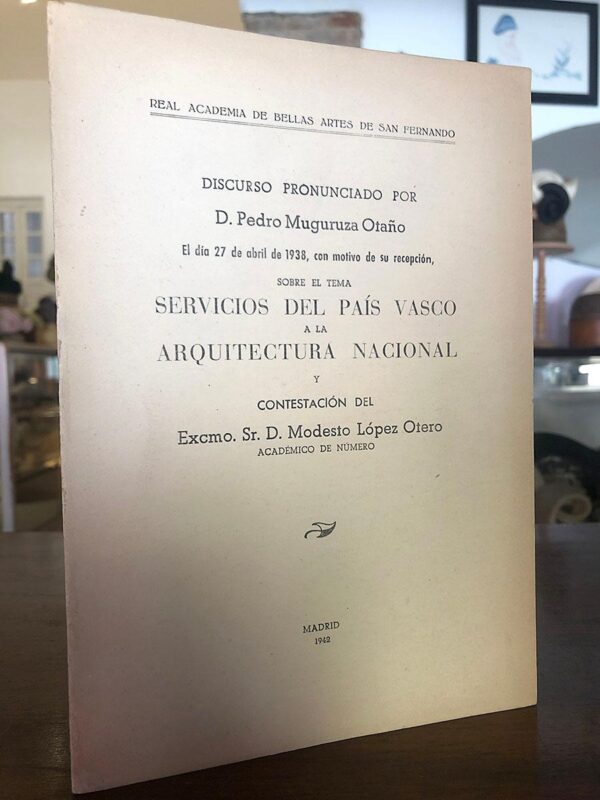 REAL ACADEMIA DE BELLAS ARTES DE SAN FERNANDO
DISCURSO PRONUNCIADO POR
D. Pedro Muguruza Otaño
El día 27 de abril de 1938, con motivo de su recepción,
SOBRE EL TEMA
SERVICIOS DEL PAÍS VASCO
A LA
ARQUITECTURA NACIONAL
Y
CONTESTACIÓN DEL
Excmo. Sr. D. Modesto López Otero
ACADÉMICO DE NÚMERO
MADRID
1942